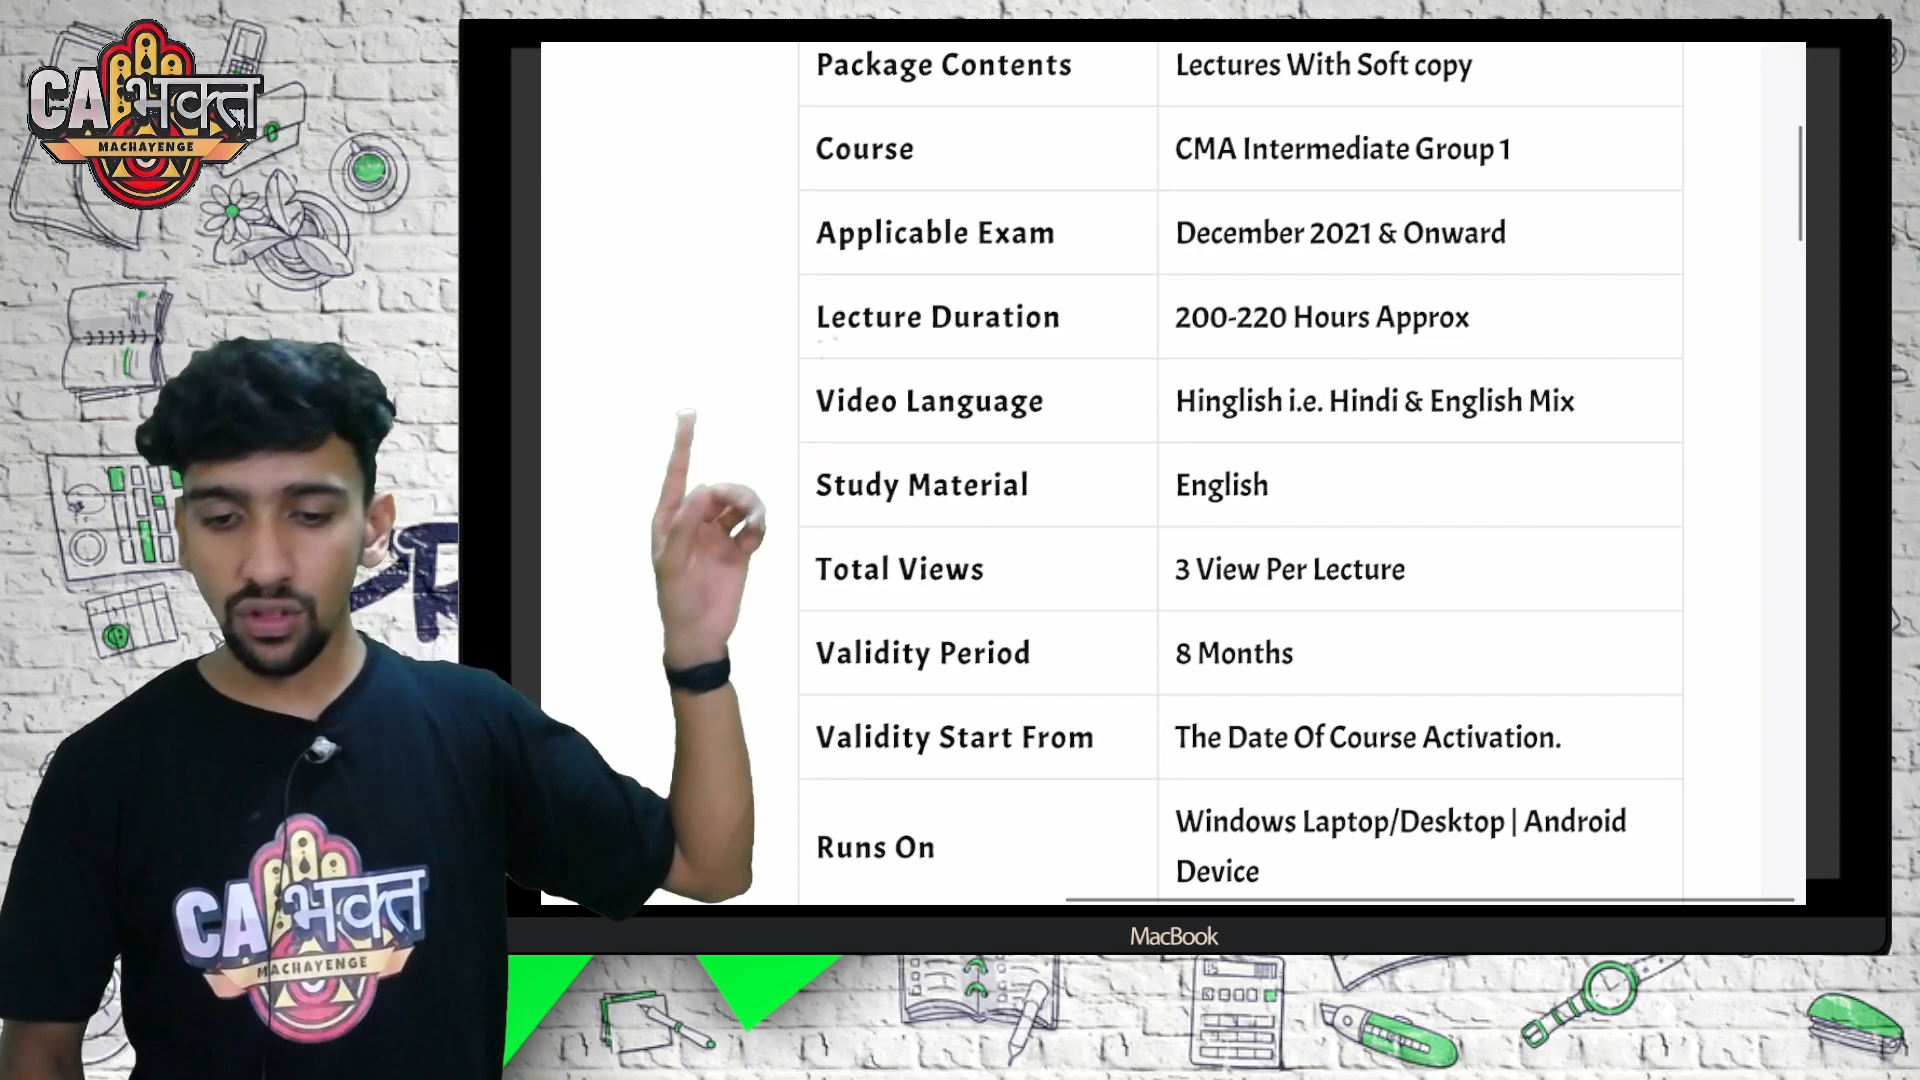 CA भक्त
MACHAYENGE
Package Contents Lectures With Soft copy
Course CMA Intermediate Group 1
Applicable Exam December 2021 & Onward
Lecture Duration 200-220 Hours Approx
Video Language Hinglish i.e. Hindi & English Mix
Study Material English
Total Views 3 View Per Lecture
Validity Period 8 Months
Validity Start From The Date Of Course Activation.
Runs On Windows Laptop/Desktop | Android
Device
MacBook
CA भक्त
MACHAYENGE